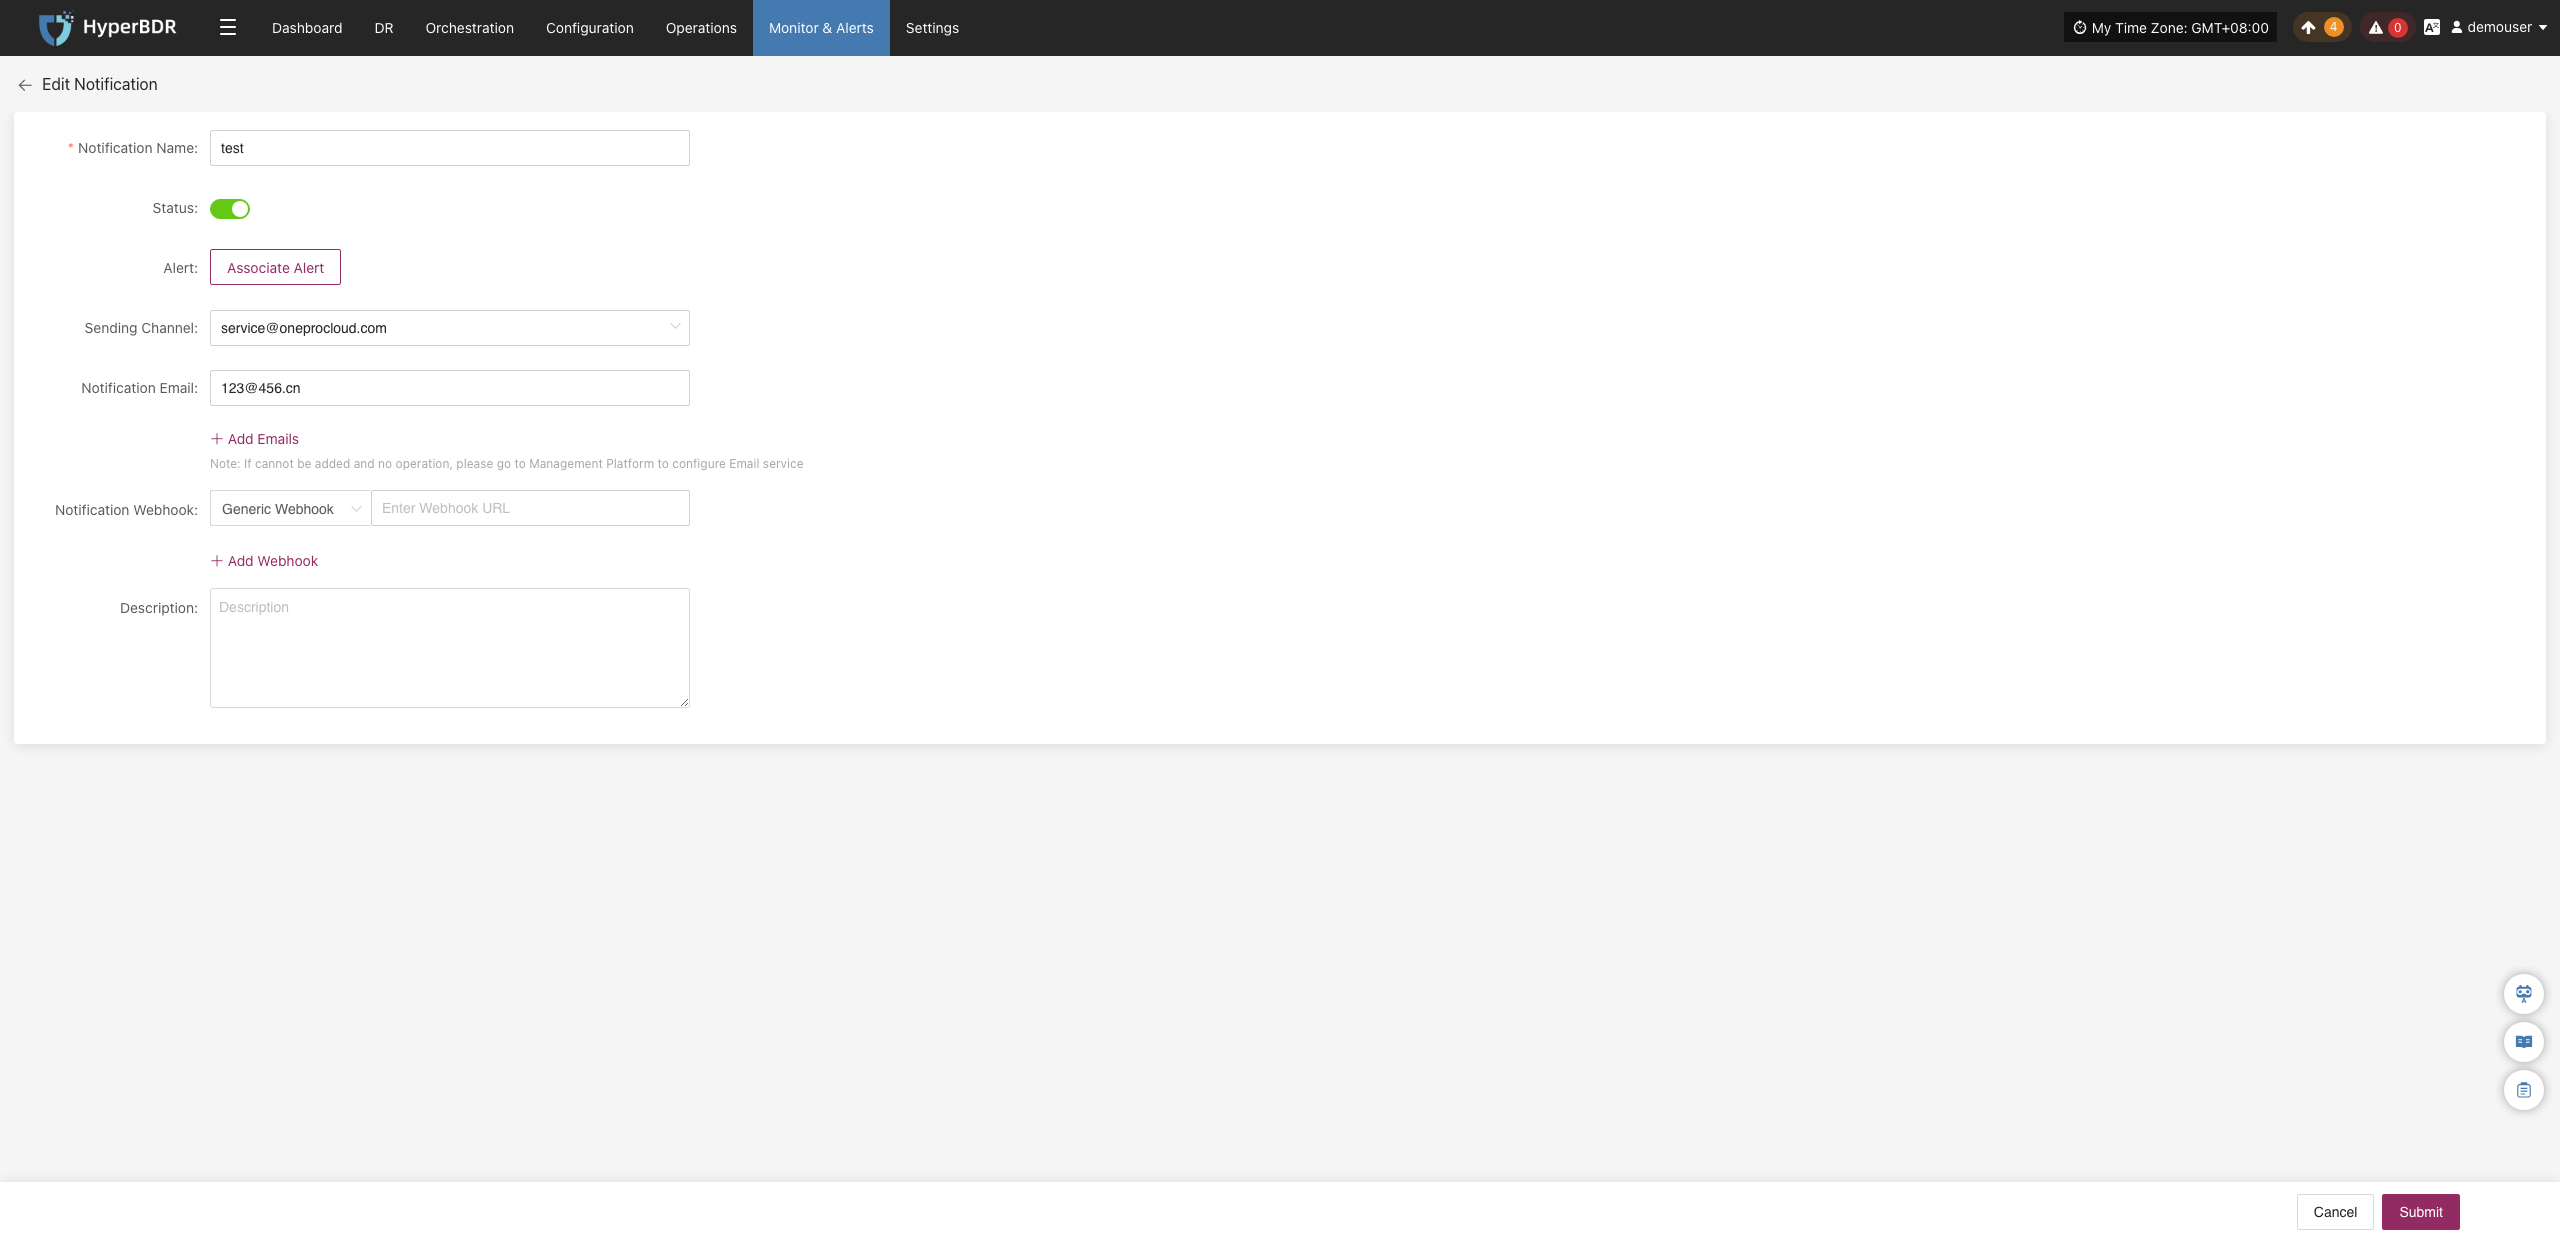 HyperBDR
Dashboard DR Orchestration Configuration Operations Monitor & Alerts Settings
My Time Zone: GMT+08:00 4 0 demouser
Edit Notification
* Notification Name: test
Status:
Alert: Associate Alert
Sending Channel: service@oneprocloud.com
Notification Email: 123@456.cn
+ Add Emails
Note: If cannot be added and no operation, please go to Management Platform to configure Email service
Notification Webhook: Generic Webhook Enter Webhook URL
+ Add Webhook
Description: Description
Cancel Submit